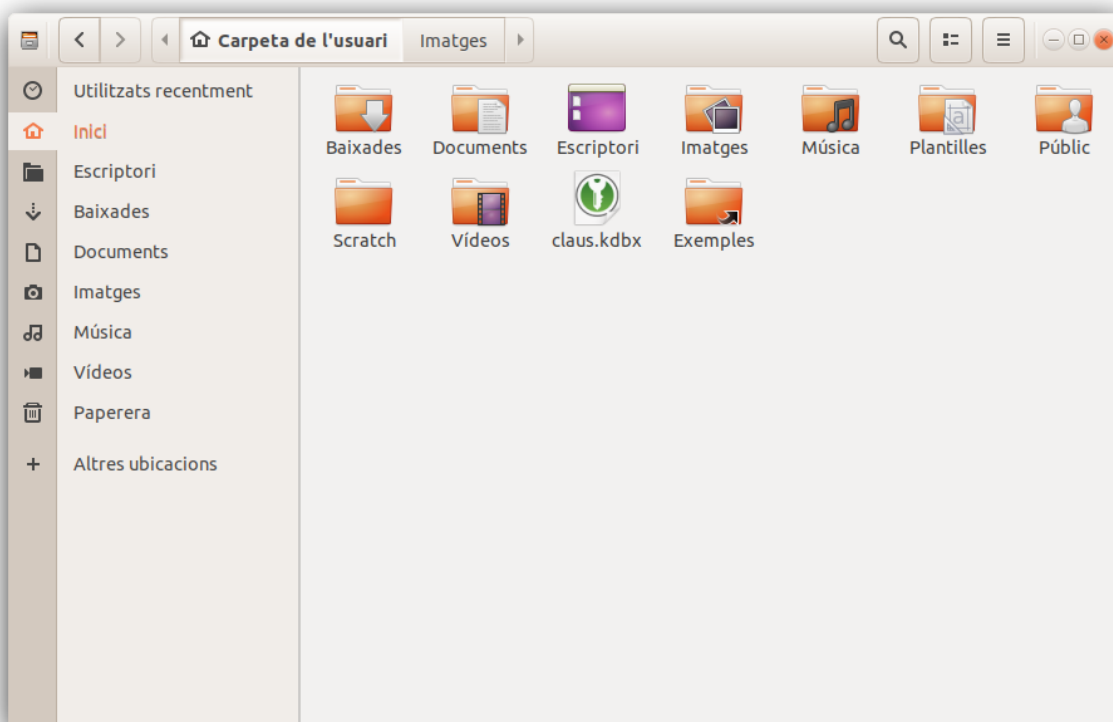 Carpeta de l'usuari Imatges
Utilitzats recentment
Inici
Escriptori
Baixades
Documents
Imatges
Música
Vídeos
Paperera
Altres ubicacions
Baixades Documents Escriptori Imatges Música Plantilles Públic
Scratch Vídeos claus.kdbx Exemples